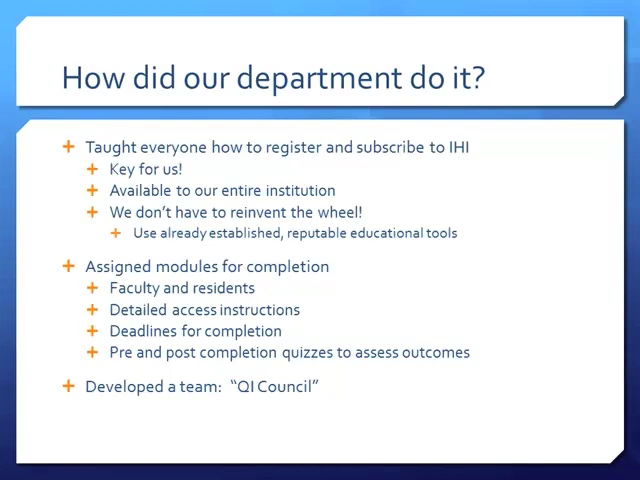 How did our department do it?
Taught everyone how to register and subscribe to IHI
Key for us!
Available to our entire institution
We don't have to reinvent the wheel!
Use already established, reputable educational tools
Assigned modules for completion
Faculty and residents
Detailed access instructions
Deadlines for completion
Pre and post completion quizzes to assess outcomes
Developed a team: “QI Council”